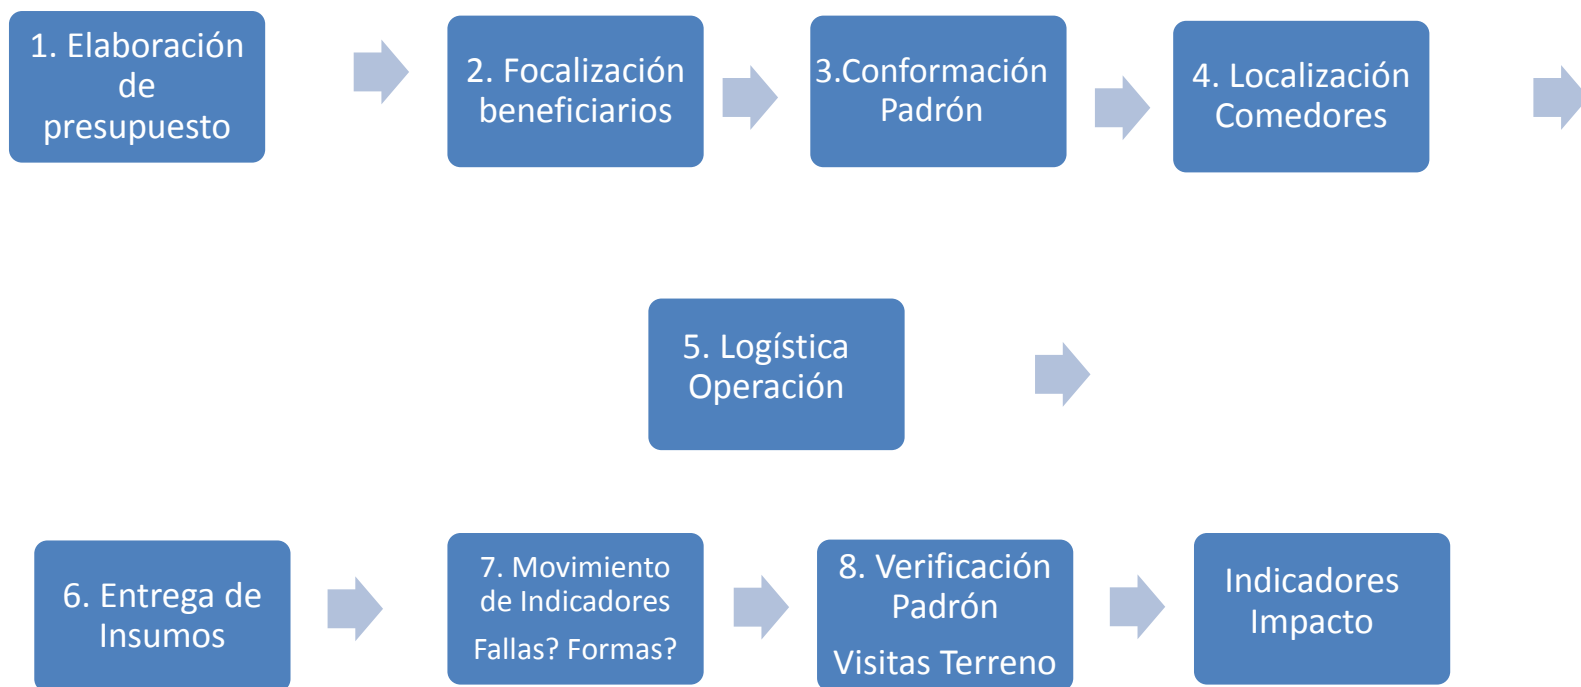 1. Elaboración
de
presupuesto
2. Focalización
beneficiarios
3.Conformación
Padrón
4. Localización
Comedores
5. Logística
Operación
6. Entrega de
Insumos
7. Movimiento
de Indicadores
Fallas? Formas?
8. Verificación
Padrón
Visitas Terreno
Indicadores
Impacto